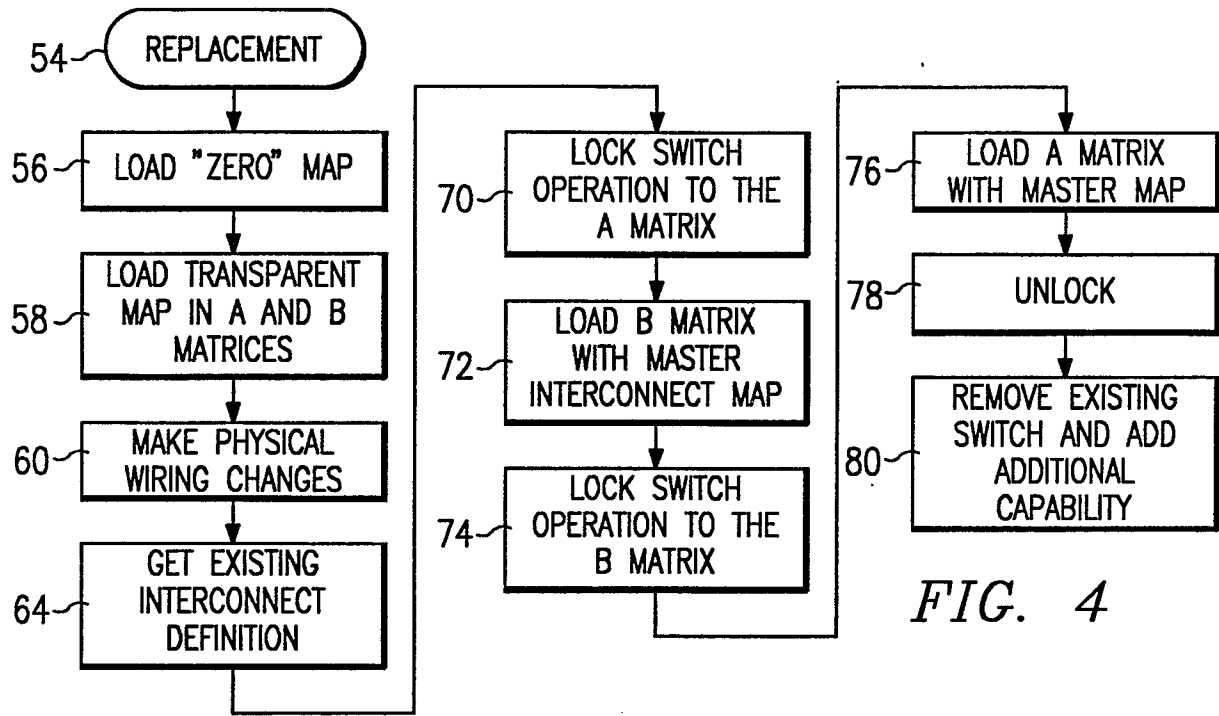 54
REPLACEMENT
56
LOAD "ZERO" MAP
58
LOAD TRANSPARENT
MAP IN A AND B
MATRICES
60
MAKE PHYSICAL
WIRING CHANGES
64
GET EXISTING
INTERCONNECT
DEFINITION
70
LOCK SWITCH
OPERATION TO THE
A MATRIX
72
LOAD B MATRIX
WITH MASTER
INTERCONNECT MAP
74
LOCK SWITCH
OPERATION TO THE
B MATRIX
76
LOAD A MATRIX
WITH MASTER MAP
78
UNLOCK
80
REMOVE EXISTING
SWITCH AND ADD
ADDITIONAL
CAPABILITY
FIG. 4